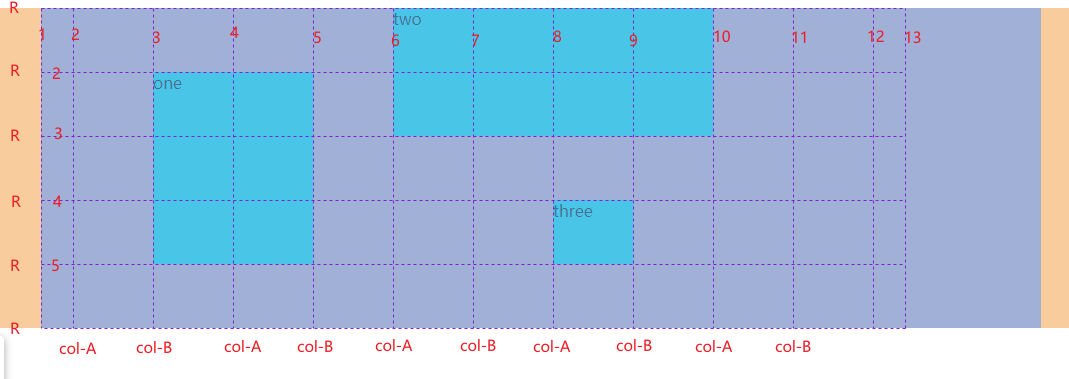 R
two
1 2 3 4 5 6 7 8 9 10 11 12 13
R 2
one
R 3
R 4
three
R 5
R
col-A col-B col-A col-B col-A col-B col-A col-B col-A col-B